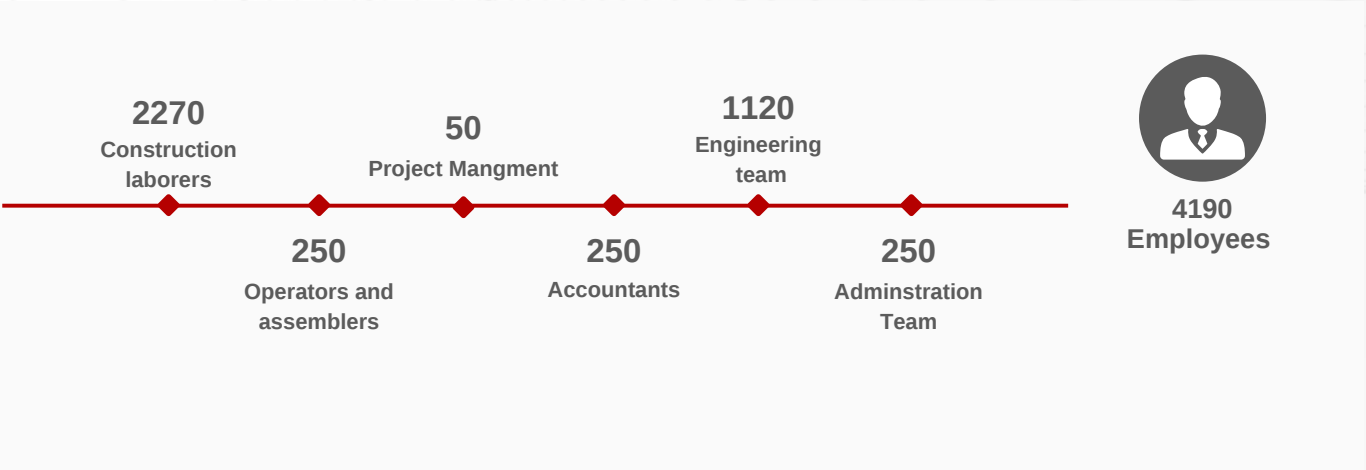 2270
Construction
laborers
250
Operators and
assemblers
50
Project Mangment
250
Accountants
1120
Engineering
team
250
Adminstration
Team
4190
Employees